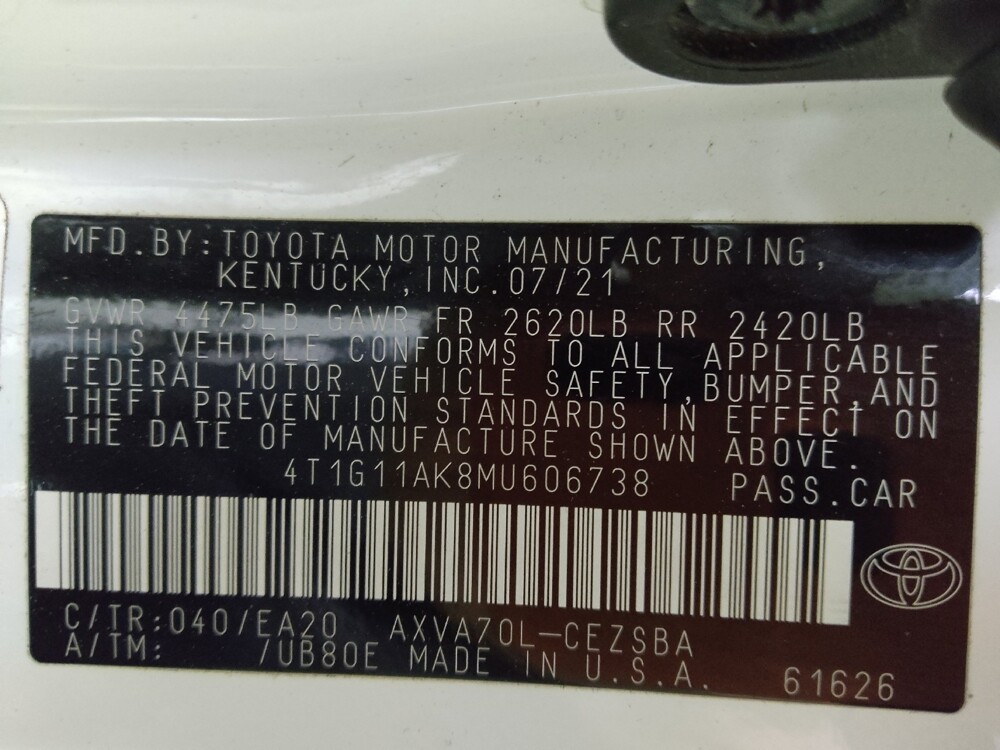 MFD.BY:TOYOTA MOTOR MANUFACTURING,
KENTUCKY,INC.07/21
GVWR 4475LB GAWR FR 2620LB RR 2420LB
THIS VEHICLE CONFORMS TO ALL APPLICABLE
FEDERAL MOTOR VEHICLE SAFETY,BUMPER,AND
THEFT PREVENTION STANDARDS IN EFFECT ON
THE DATE OF MANUFACTURE SHOWN ABOVE.
4T1G11AK8MU606738 PASS.CAR
C/TR:040/EA20 AXVA70L-CEZSBA
A/TM: /UB80E MADE IN U.S.A. 61626